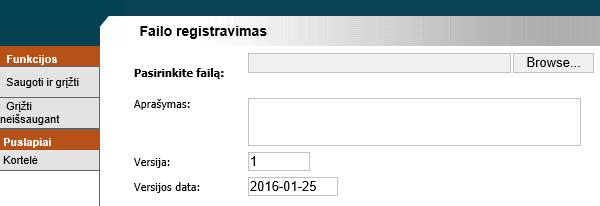 Failo registravimas
Funkcijos
Saugoti ir grįžti
Grįžti
neišsaugant
Puslapiai
Kortelė
Pasirinkite failą:
Browse...
Aprašymas:
Versija:
1
Versijos data:
2016-01-25